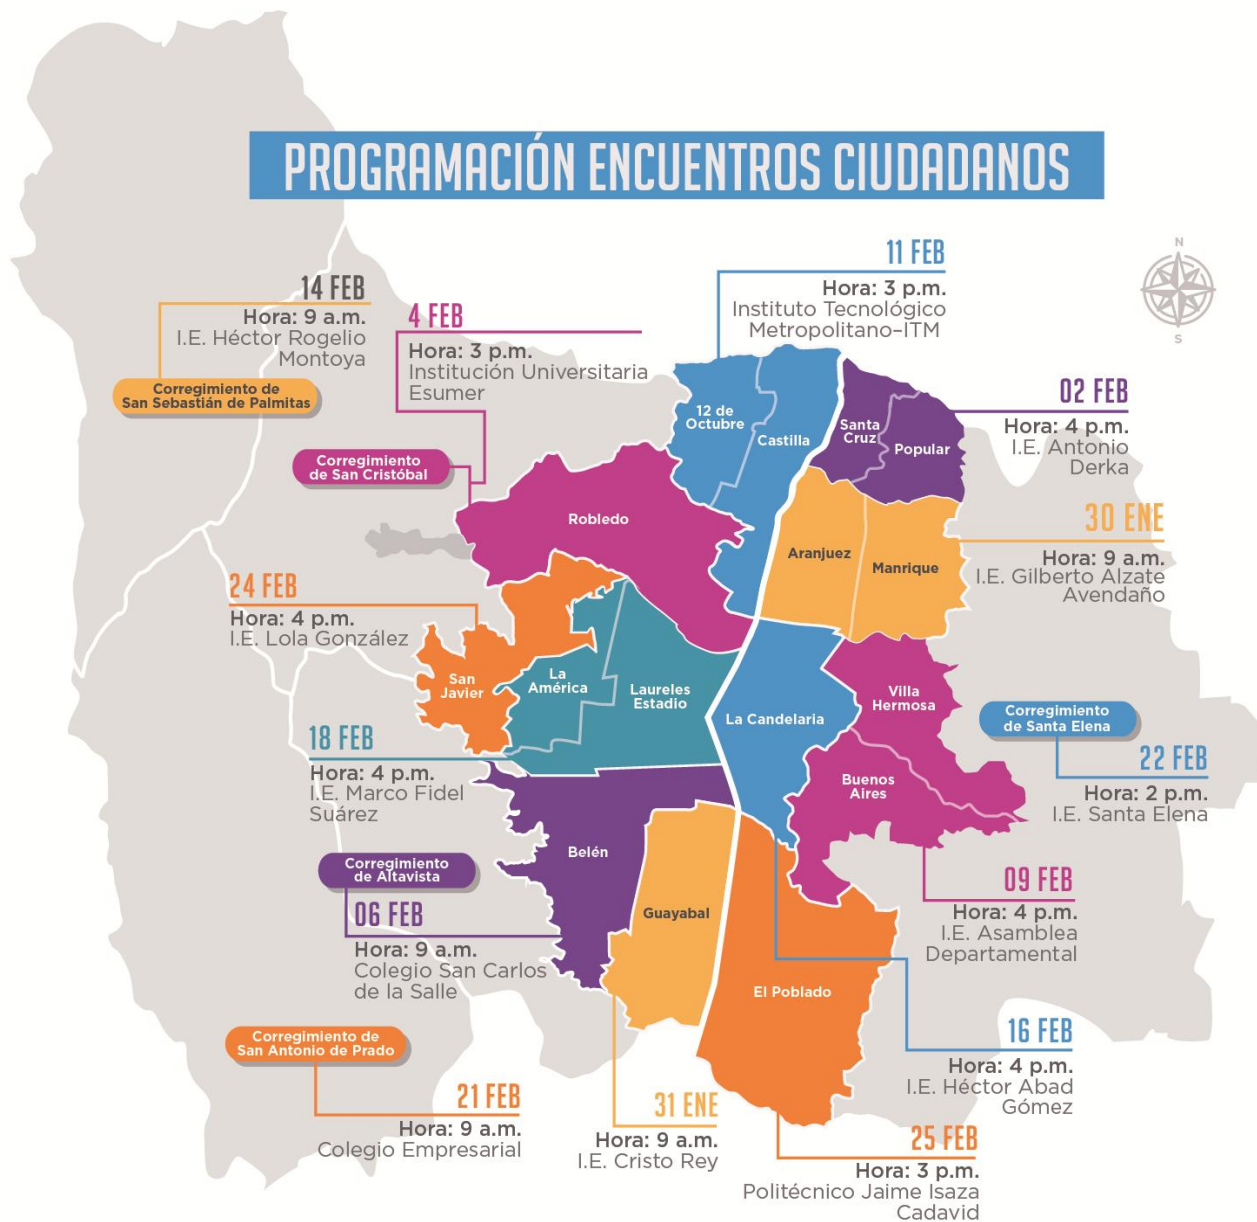 PROGRAMACIÓN ENCUENTROS CIUDADANOS
N
S
11 FEB
Hora: 3 p.m.
Instituto Tecnológico
Metropolitano–ITM
14 FEB
Hora: 9 a.m.
I.E. Héctor Rogelio
Montoya
Corregimiento de
San Sebastián de Palmitas
4 FEB
Hora: 3 p.m.
Institución Universitaria
Esumer
Corregimiento
de San Cristóbal
12 de
Octubre
Castilla
Santa
Cruz
Popular
02 FEB
Hora: 4 p.m.
I.E. Antonio
Derka
Robledo
Aranjuez
Manrique
30 ENE
Hora: 9 a.m.
I.E. Gilberto Alzate
Avendaño
24 FEB
Hora: 4 p.m.
I.E. Lola González
San
Javier
La
América
Laureles
Estadio
La Candelaria
Villa
Hermosa
Corregimiento
de Santa Elena
22 FEB
Hora: 2 p.m.
I.E. Santa Elena
18 FEB
Hora: 4 p.m.
I.E. Marco Fidel
Suárez
Buenos
Aires
Belén
Corregimiento
de Altavista
06 FEB
Hora: 9 a.m.
Colegio San Carlos
de la Salle
Guayabal
09 FEB
Hora: 4 p.m.
I.E. Asamblea
Departamental
El Poblado
16 FEB
Hora: 4 p.m.
I.E. Héctor Abad
Gómez
Corregimiento de
San Antonio de Prado
21 FEB
Hora: 9 a.m.
Colegio Empresarial
31 ENE
Hora: 9 a.m.
I.E. Cristo Rey
25 FEB
Hora: 3 p.m.
Politécnico Jaime Isaza
Cadavid